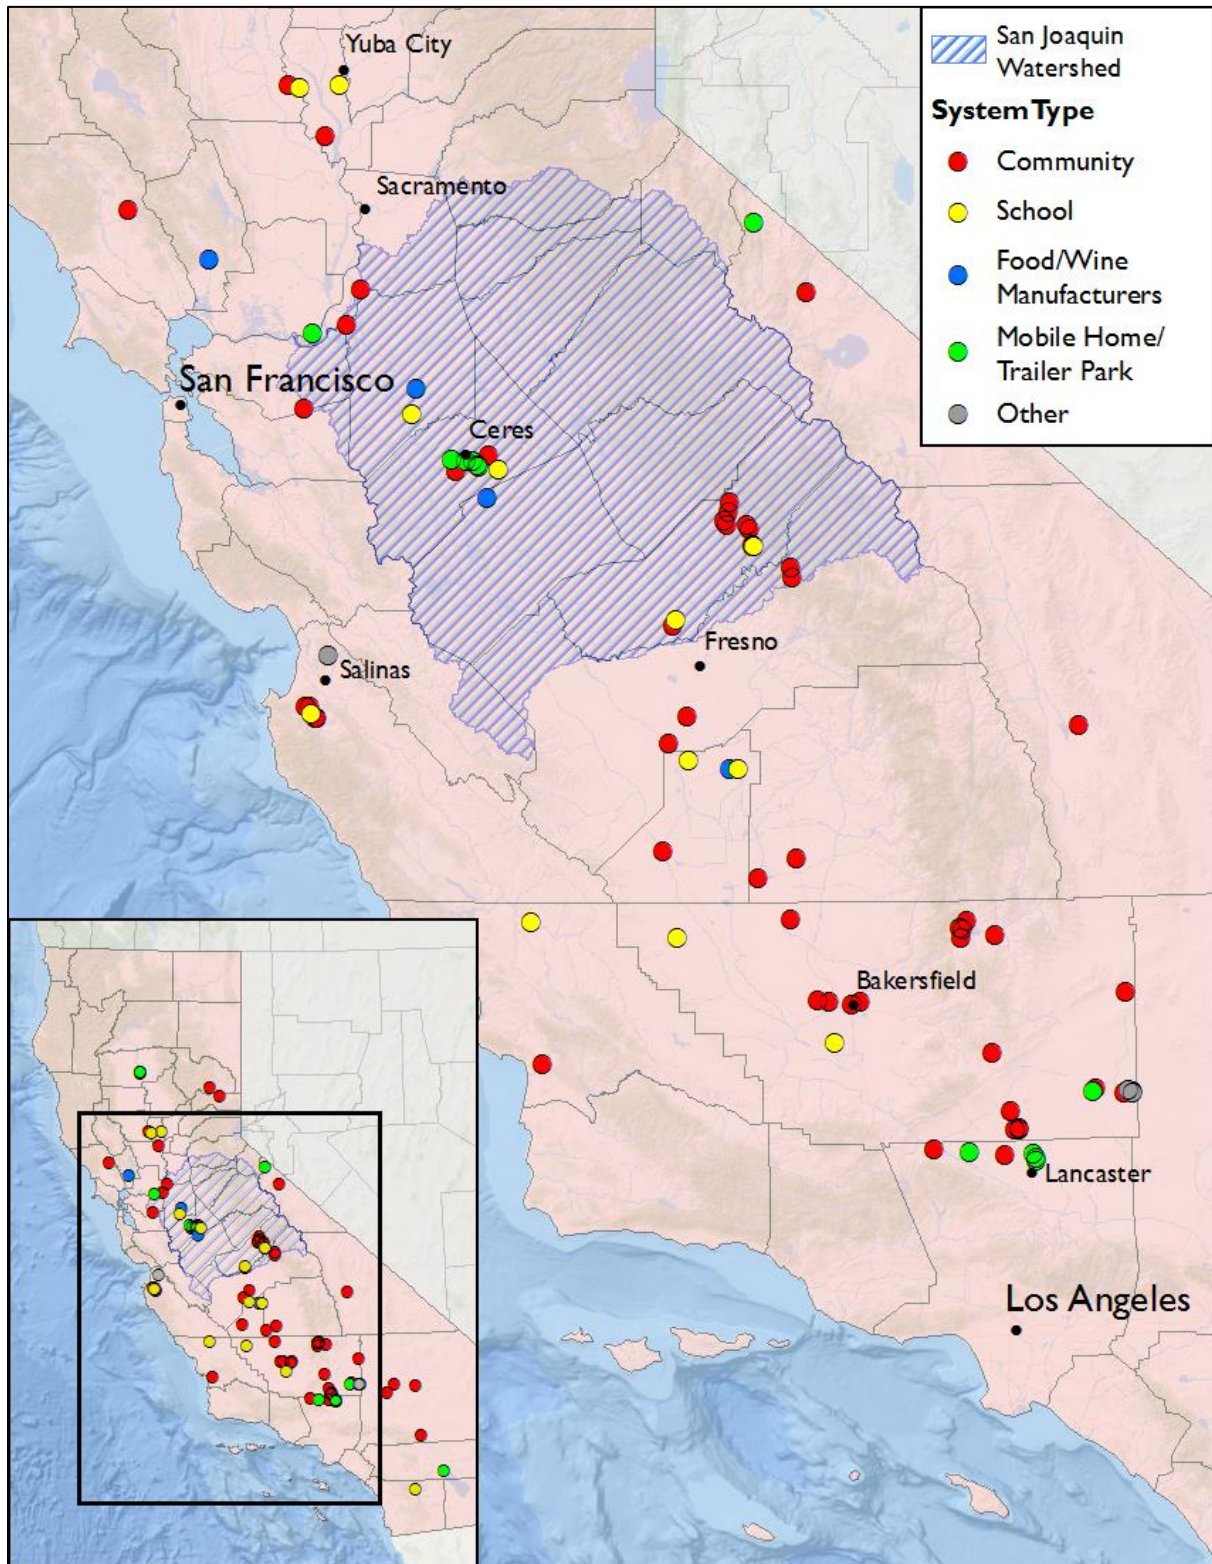 Yuba City
Sacramento
San Francisco
Ceres
Fresno
Salinas
Bakersfield
Lancaster
Los Angeles
San Joaquin
Watershed
System Type
Community
School
Food/Wine
Manufacturers
Mobile Home/
Trailer Park
Other